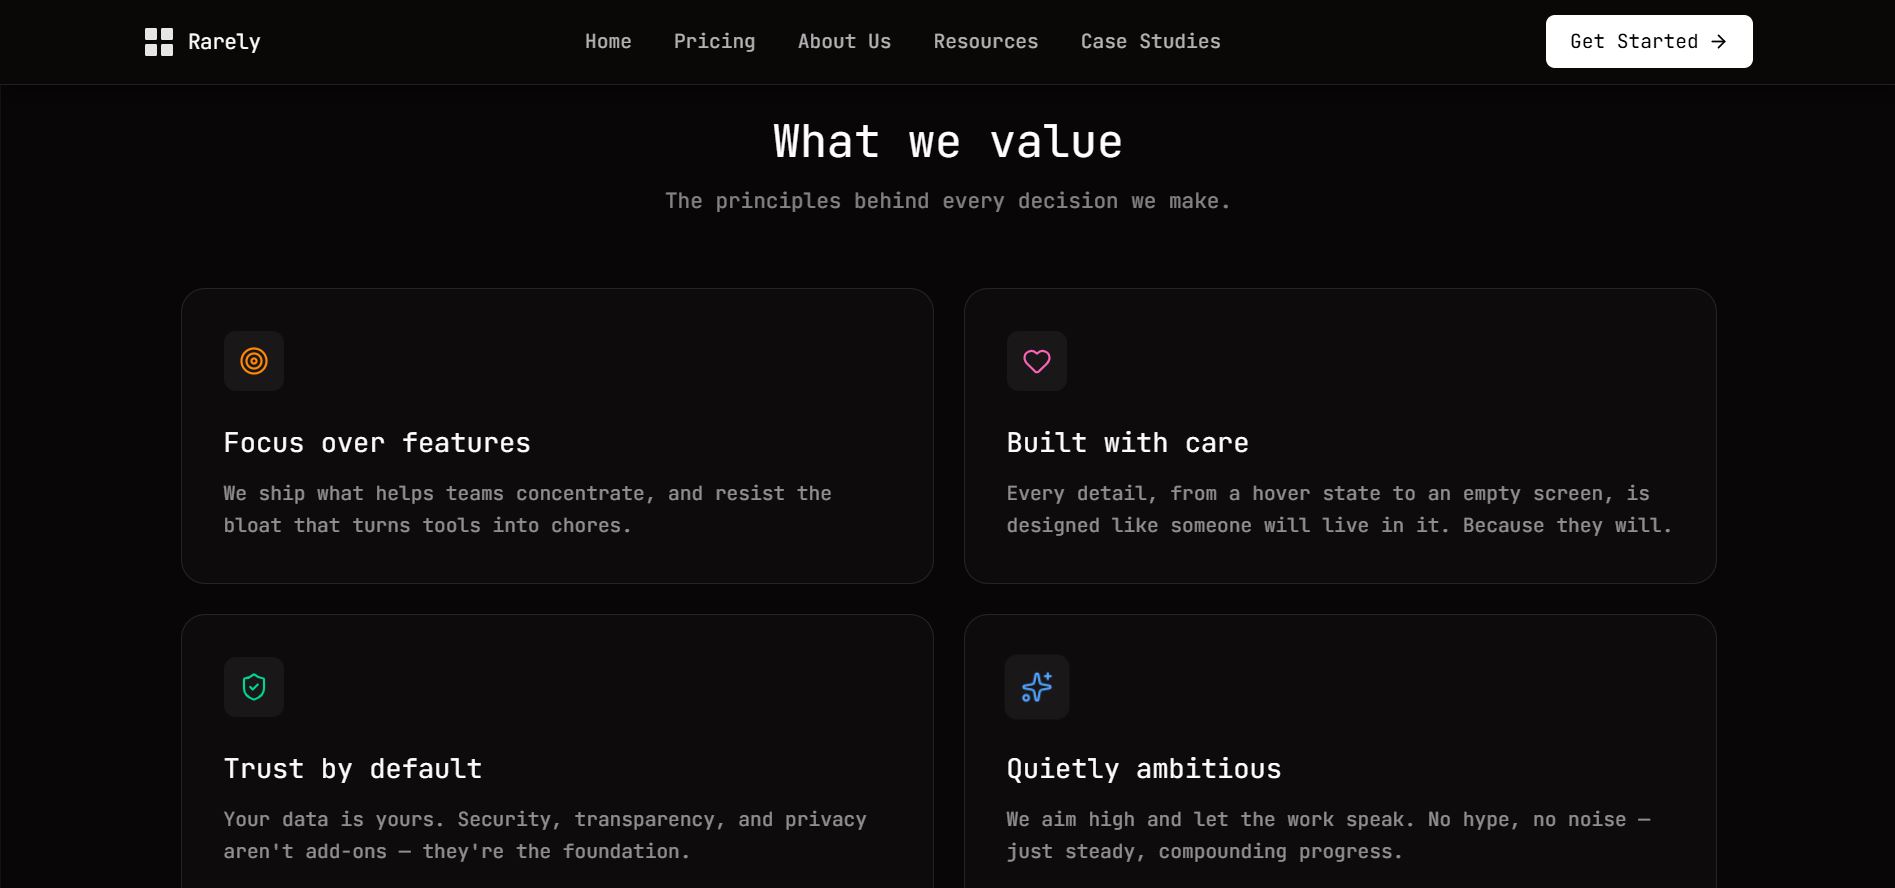 Rarely
Home
Pricing
About Us
Resources
Case Studies
Get Started →
What we value
The principles behind every decision we make.
Focus over features
We ship what helps teams concentrate, and resist the
bloat that turns tools into chores.
Built with care
Every detail, from a hover state to an empty screen, is
designed like someone will live in it. Because they will.
Trust by default
Your data is yours. Security, transparency, and privacy
aren't add-ons — they're the foundation.
Quietly ambitious
We aim high and let the work speak. No hype, no noise —
just steady, compounding progress.